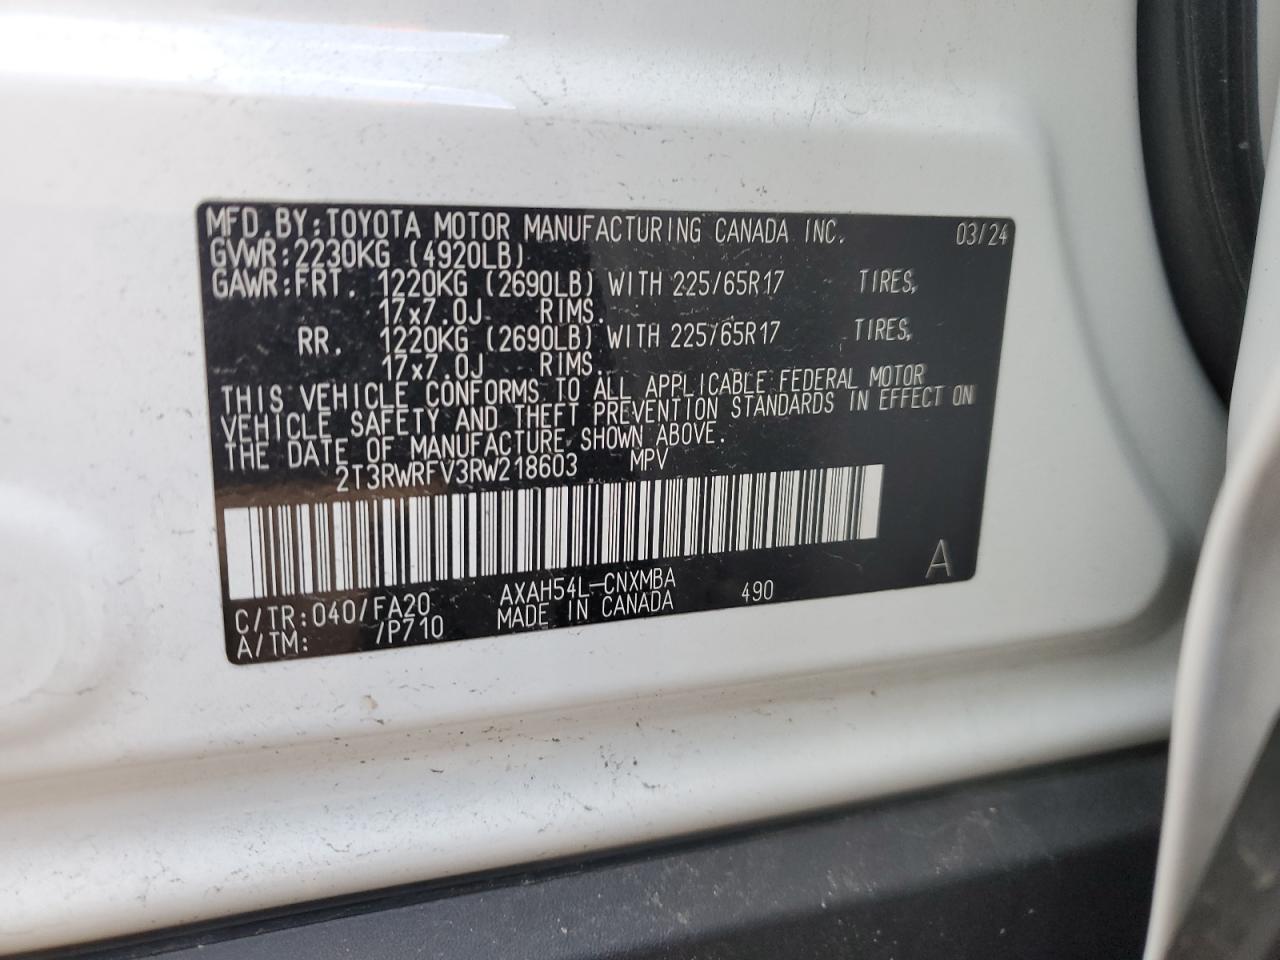 MFD.BY:TOYOTA MOTOR MANUFACTURING CANADA INC. 03/24
GVWR:2230KG (4920LB)
GAWR:FRT. 1220KG (2690LB) WITH 225/65R17 TIRES,
17x7.0J RIMS.
RR. 1220KG (2690LB) WITH 225/65R17 TIRES,
17x7.0J RIMS.
THIS VEHICLE CONFORMS TO ALL APPLICABLE FEDERAL MOTOR
VEHICLE SAFETY AND THEFT PREVENTION STANDARDS IN EFFECT ON
THE DATE OF MANUFACTURE SHOWN ABOVE.
2T3RWRFV3RW218603 MPV
C/TR:040/FA20 AXAH54L-CNXMBA 490 A
A/TM: /P710 MADE IN CANADA